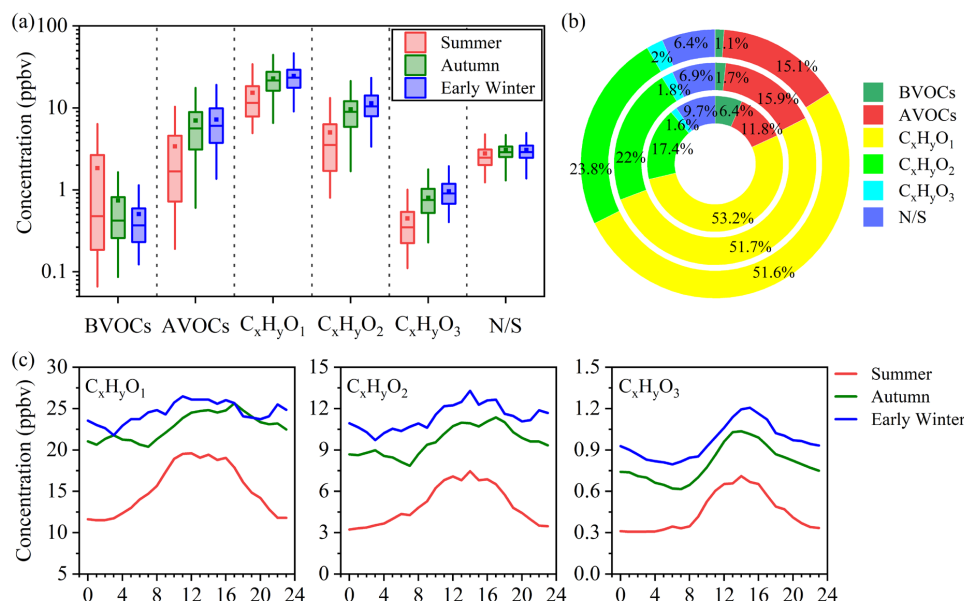 (a)
Concentration (ppbv)
100
10
1
0.1
Summer
Autumn
Early Winter
BVOCs AVOCs CxHyO1 CxHyO2 CxHyO3 N/S
(b)
6.4% 1.1%
2% 15.1%
6.9% 1.7%
1.8% 15.9%
9.7% 6.4%
1.6% 11.8%
23.8% 22% 17.4%
53.2%
51.7%
51.6%
BVOCs
AVOCs
CxHyO1
CxHyO2
CxHyO3
N/S
(c)
Concentration (ppbv)
CxHyO1
30
25
20
15
10
5
0 4 8 12 16 20 24
CxHyO2
15
12
9
6
3
0
0 4 8 12 16 20 24
CxHyO3
1.5
1.2
0.9
0.6
0.3
0.0
0 4 8 12 16 20 24
Summer
Autumn
Early Winter